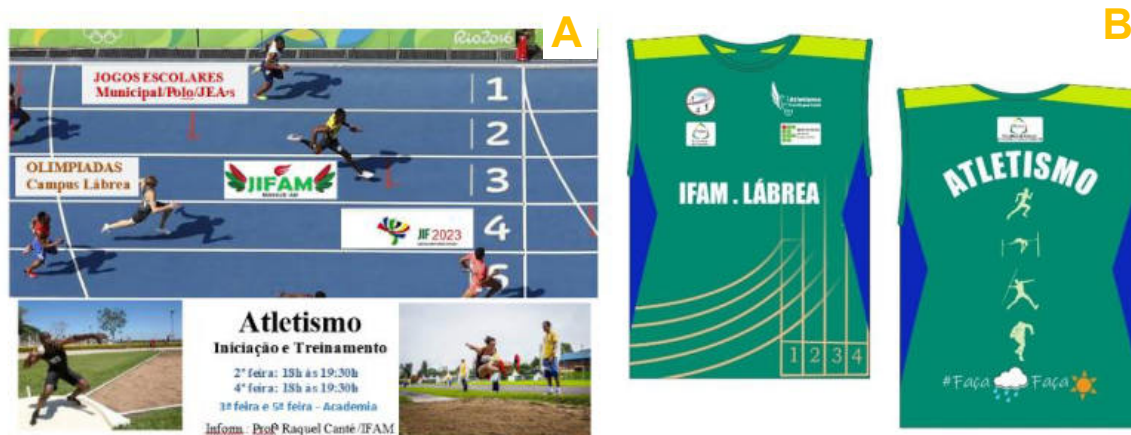 A
B
Rio2016
JOGOS ESCOLARES
Municipal/Polo/JEA's
1
2
3
4
5
OLIMPIADAS
Campus Lábrea
JIFAM
JIF 2023
Atletismo
Iniciação e Treinamento
2ª feira: 18h às 19:30h
4ª feira: 18h às 19:30h
3ª feira e 5ª feira - Academia
Inform.: Profª Raquel Canté /IFAM
Atletismo
IFAM . LÁBREA
1 2 3 4
ATLETISMO
#Faça Faça